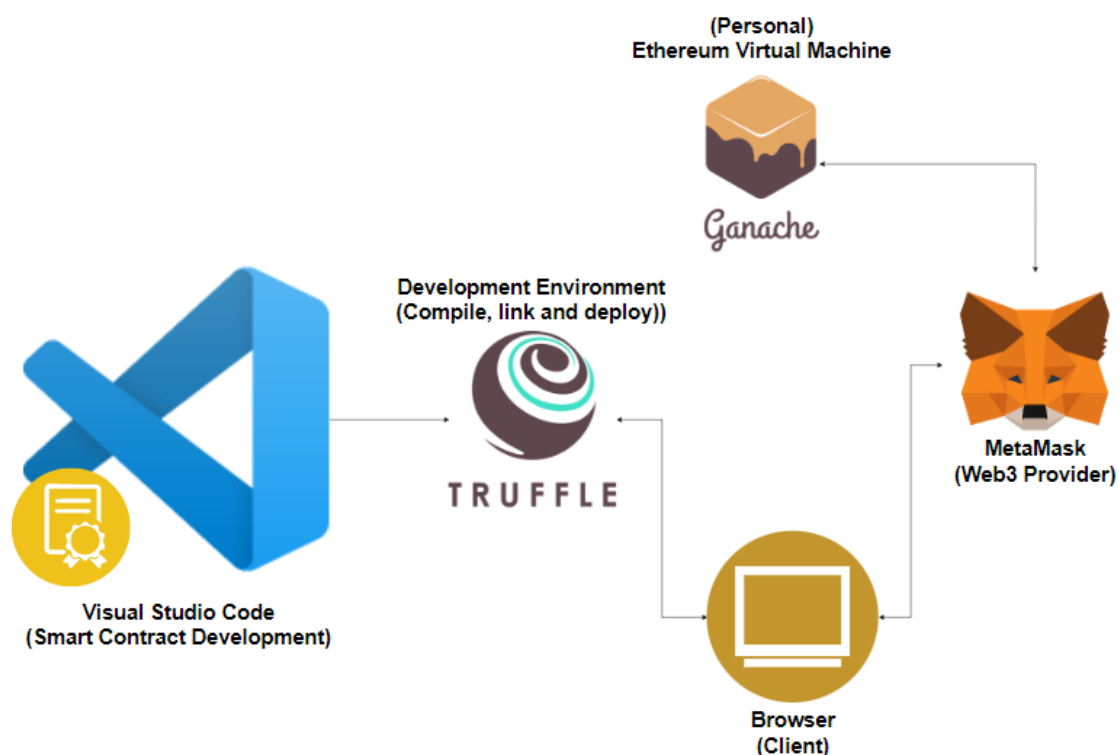 (Personal)
Ethereum Virtual Machine
Ganache
Development Environment
(Compile, link and deploy))
TRUFFLE
MetaMask
(Web3 Provider)
Visual Studio Code
(Smart Contract Development)
Browser
(Client)